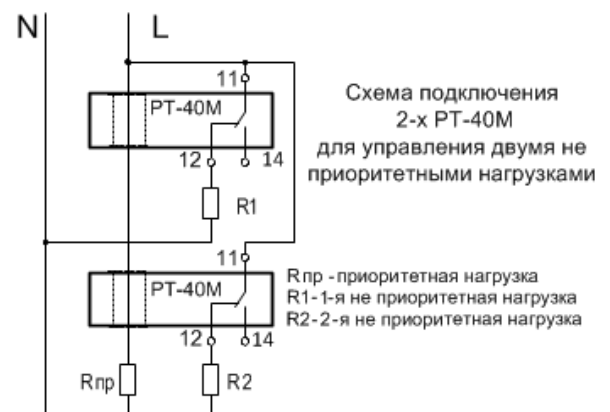 N
L
11
РТ-40М
12
14
R1
Схема подключения
2-х РТ-40М
для управления двумя не
приоритетными нагрузками
11
РТ-40М
12
14
Rпр
R2
Rпр -приоритетная нагрузка
R1-1-я не приоритетная нагрузка
R2-2-я не приоритетная нагрузка